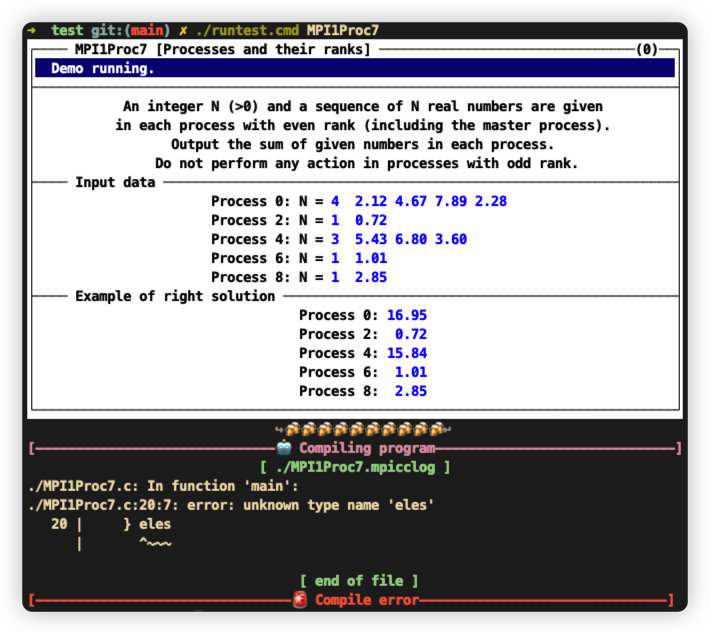 ➜ test git:(main) ✗ ./runtest.cmd MPI1Proc7
MPI1Proc7 [Processes and their ranks] (0)
Demo running.
An integer N (>0) and a sequence of N real numbers are given
in each process with even rank (including the master process).
Output the sum of given numbers in each process.
Do not perform any action in processes with odd rank.
Input data
Process 0: N = 4 2.12 4.67 7.89 2.28
Process 2: N = 1 0.72
Process 4: N = 3 5.43 6.80 3.60
Process 6: N = 1 1.01
Process 8: N = 1 2.85
Example of right solution
Process 0: 16.95
Process 2: 0.72
Process 4: 15.84
Process 6: 1.01
Process 8: 2.85
Compiling program
[ ./MPI1Proc7.mpicclog ]
./MPI1Proc7.c: In function 'main':
./MPI1Proc7.c:20:7: error: unknown type name 'eles'
20 | } eles
| ^~~~
[ end of file ]
Compile error